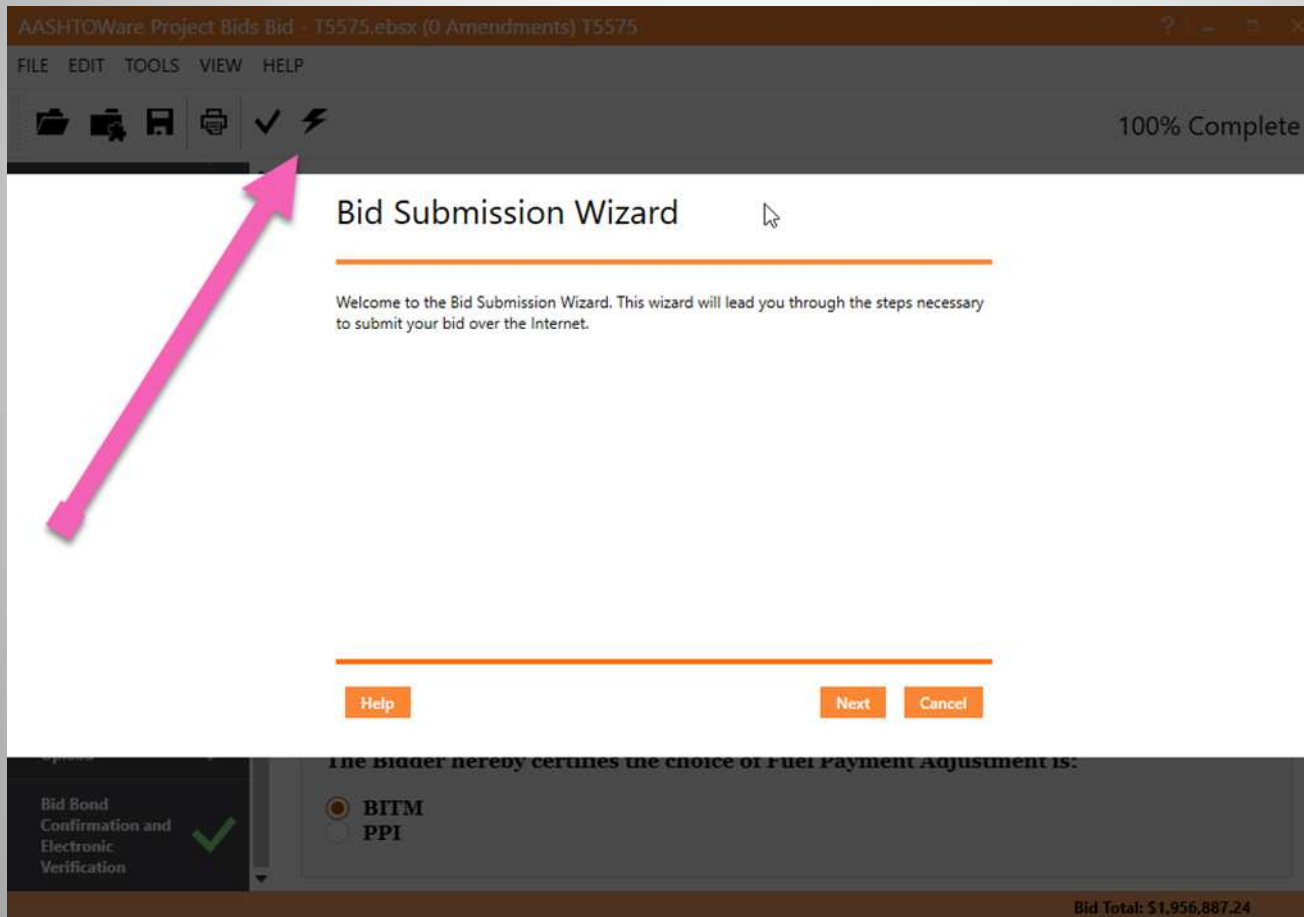 AASHTOWare Project Bids Bid - T5575.ebsx (0 Amendments) T5575
FILE EDIT TOOLS VIEW HELP
100% Complete
Bid Submission Wizard
Welcome to the Bid Submission Wizard. This wizard will lead you through the steps necessary
to submit your bid over the Internet.
Help Next Cancel
The Bidder hereby certifies the choice of Fuel Payment Adjustment is:
Bid Bond
Confirmation and
Electronic
Verification
BITM
PPI
Bid Total: $1,956,887.24